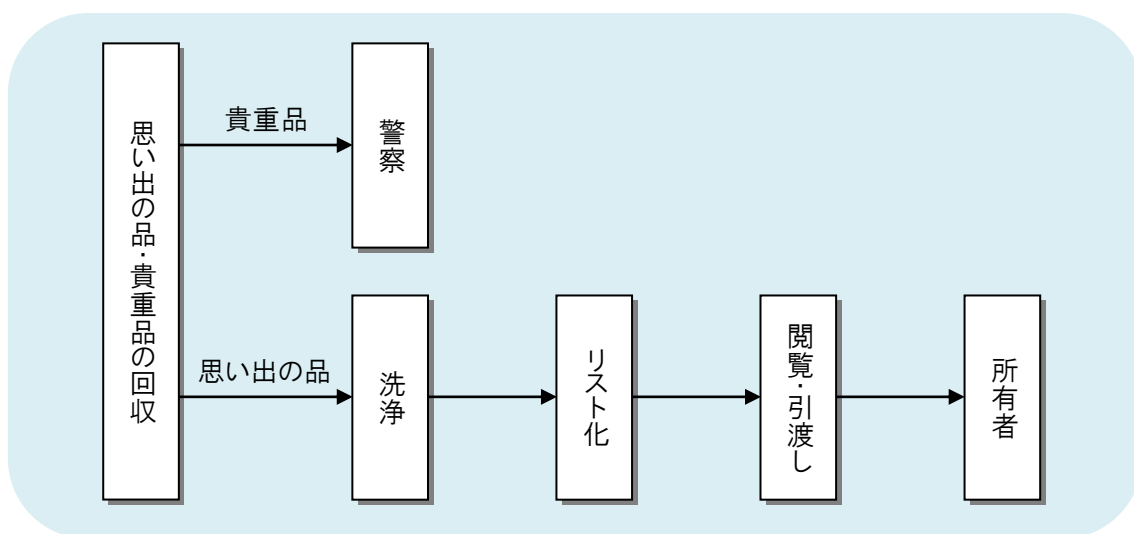 思い出の品・貴重品の回収
貴重品
警察
思い出の品
洗浄
リスト化
閲覧・引渡し
所有者